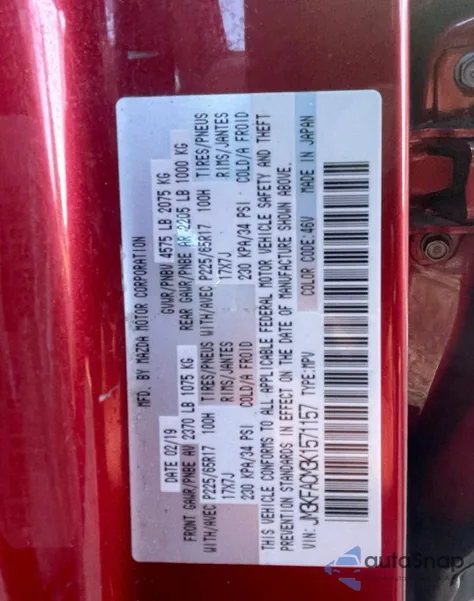 MFD. BY MAZDA MOTOR CORPORATION
DATE 02/19 GVWR/PNBV 4575 LB 2075 KG
FRONT GAWR/PNBE AV 2370 LB 1075 KG REAR GAWR/PNBE AR 2205 LB 1000 KG
WITH/AVEC P225/65R17 100H TIRES/PNEUS WITH/AVEC P225/65R17 100H TIRES/PNEUS
17X7J RIMS/JANTES 17X7J RIMS/JANTES
230 KPA/34 PSI COLD/A FROID 230 KPA/34 PSI COLD/A FROID
THIS VEHICLE CONFORMS TO ALL APPLICABLE FEDERAL MOTOR VEHICLE SAFETY AND THEFT
PREVENTION STANDARDS IN EFFECT ON THE DATE OF MANUFACTURE SHOWN ABOVE.
VIN: JM3KFACM3K1571157 TYPE:MPV COLOR CODE:46V MADE IN JAPAN
autoSnap